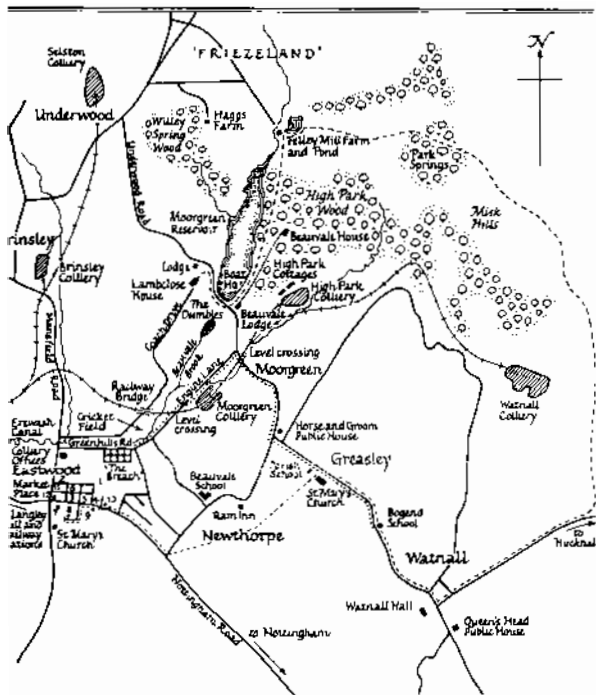 'FRIEZELAND'
N
Selston
Colliery
Underwood
Willey
Spring
Wood
Haggs
Farm
Felley Mill Farm
and Pond
Park
Springs
Underwood Road
High Park
Wood
Misk
Hills
Moorgreen
Reservoir
Beauvale House
Brinsley
Colliery
Lodge
Boat
Ho.
High Park
Cottages
Lambclose
House
High Park
Colliery
The
Dumbles
Beauvale
Lodge
Beauvale
Brook
Level crossing
Moorgreen
Engine Lane
Railway
Bridge
Watnall
Colliery
Moorgreen
Colliery
Cricket
Field
Level
crossing
Erewash
Canal
Greenhills Rd
Horse and Groom
Public House
Colliery
Offices
Greasley
Eastwood
'The
Breach'
Beauvale
School
School
St Mary's
Church
Market
Place
Ram Inn
Bogend
School
Langley
St Mary's
Church
Newthorpe
to
Hucknall
Watnall
Nottingham Road
to Nottingham
Watnall Hall
Queen's Head
Public House